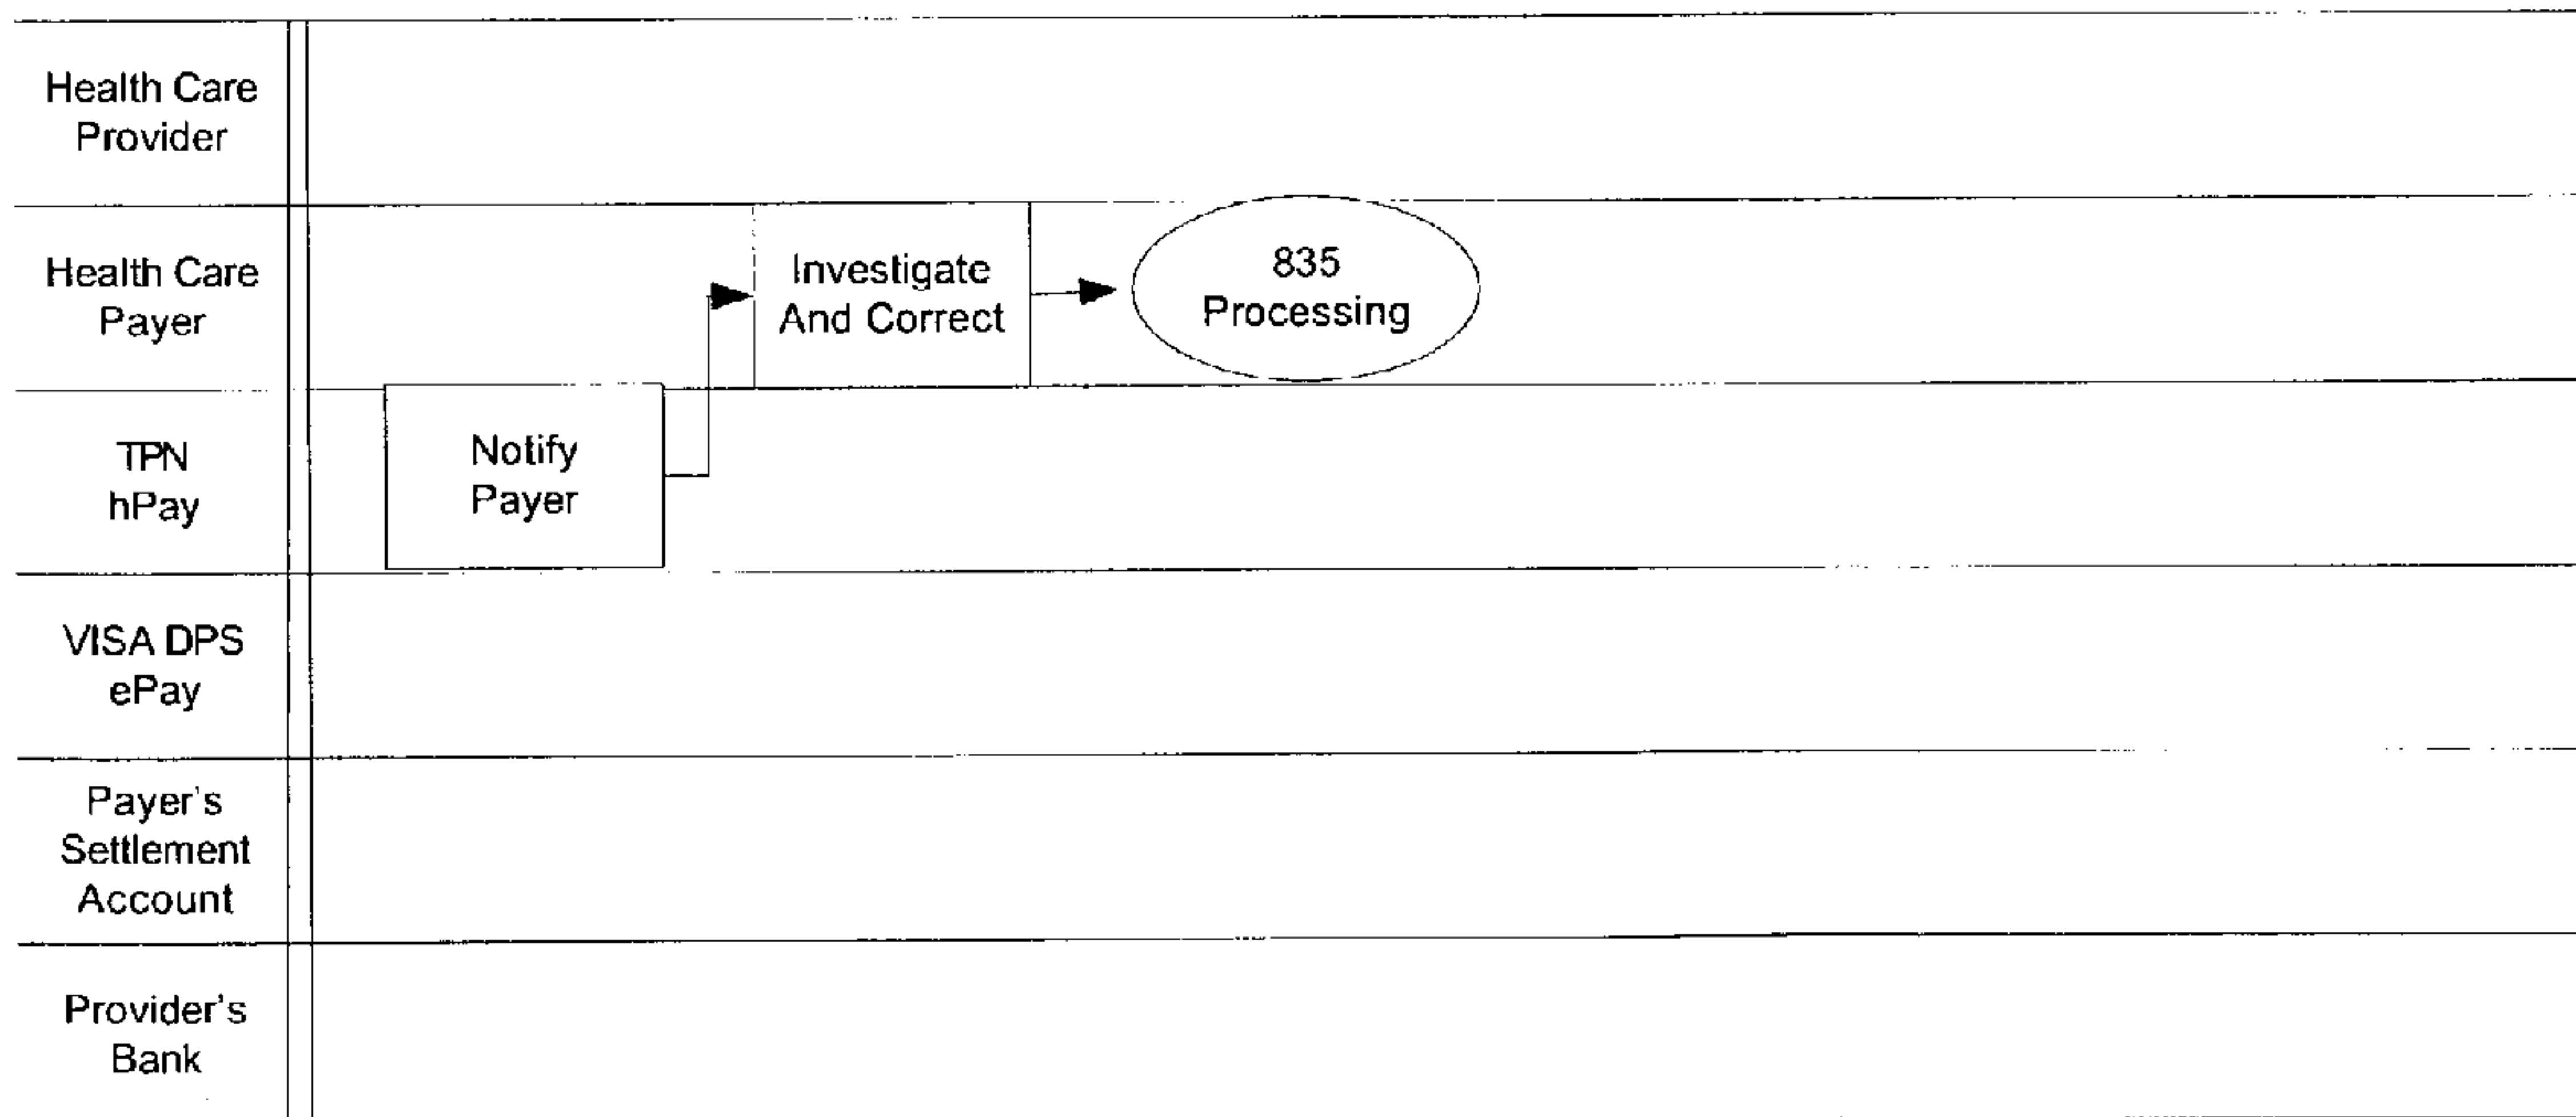 Health Care
Provider
Health Care
Payer
Investigate
And Correct
835
Processing
TPN
hPay
Notify
Payer
VISA DPS
ePay
Payer's
Settlement
Account
Provider's
Bank